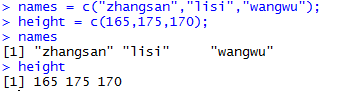 > names = c("zhangsan","lisi","wangwu");
> height = c(165,175,170);
> names
[1] "zhangsan" "lisi"     "wangwu"
> height
[1] 165 175 170